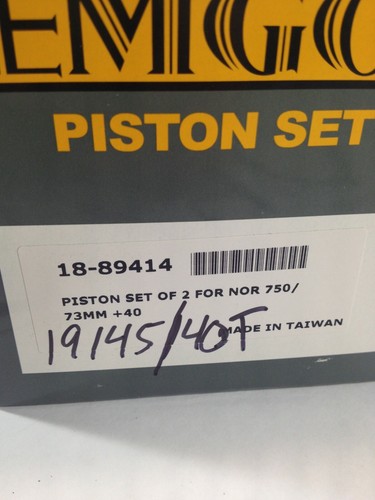 EMGO
PISTON SET
18-89414
PISTON SET OF 2 FOR NOR 750/
73MM +40
MADE IN TAIWAN
19145/40T